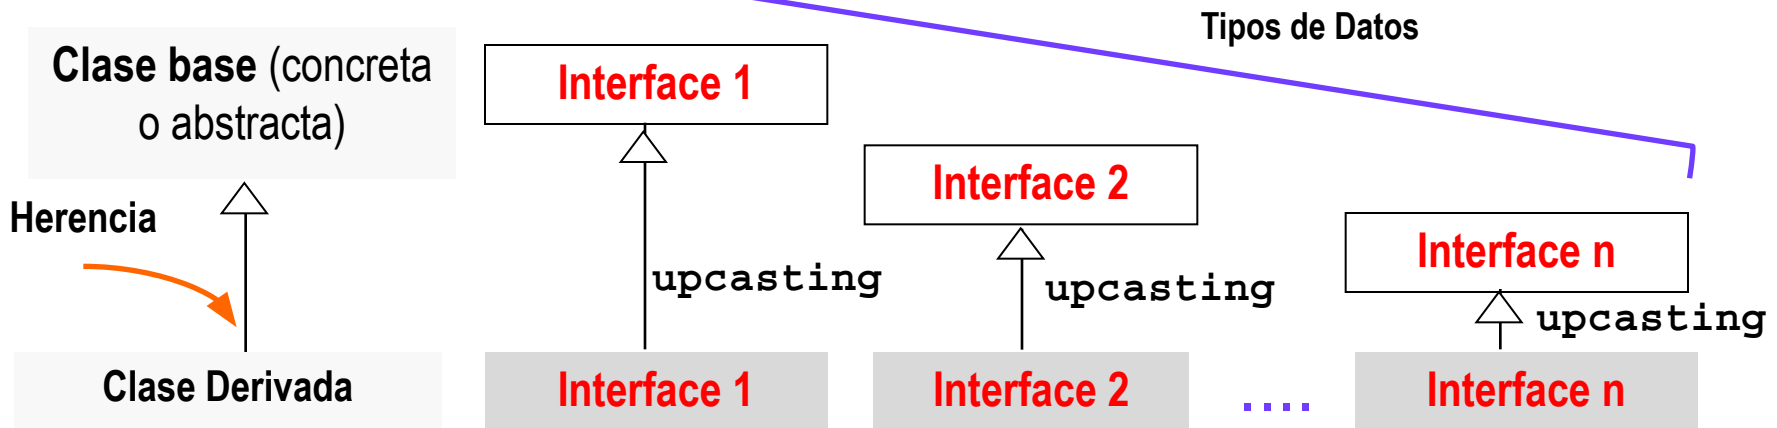 Tipos de Datos
Clase base (concreta
o abstracta)
Interface 1
Interface 2
Interface n
Herencia
upcasting
upcasting
upcasting
Clase Derivada
Interface 1
Interface 2
....
Interface n